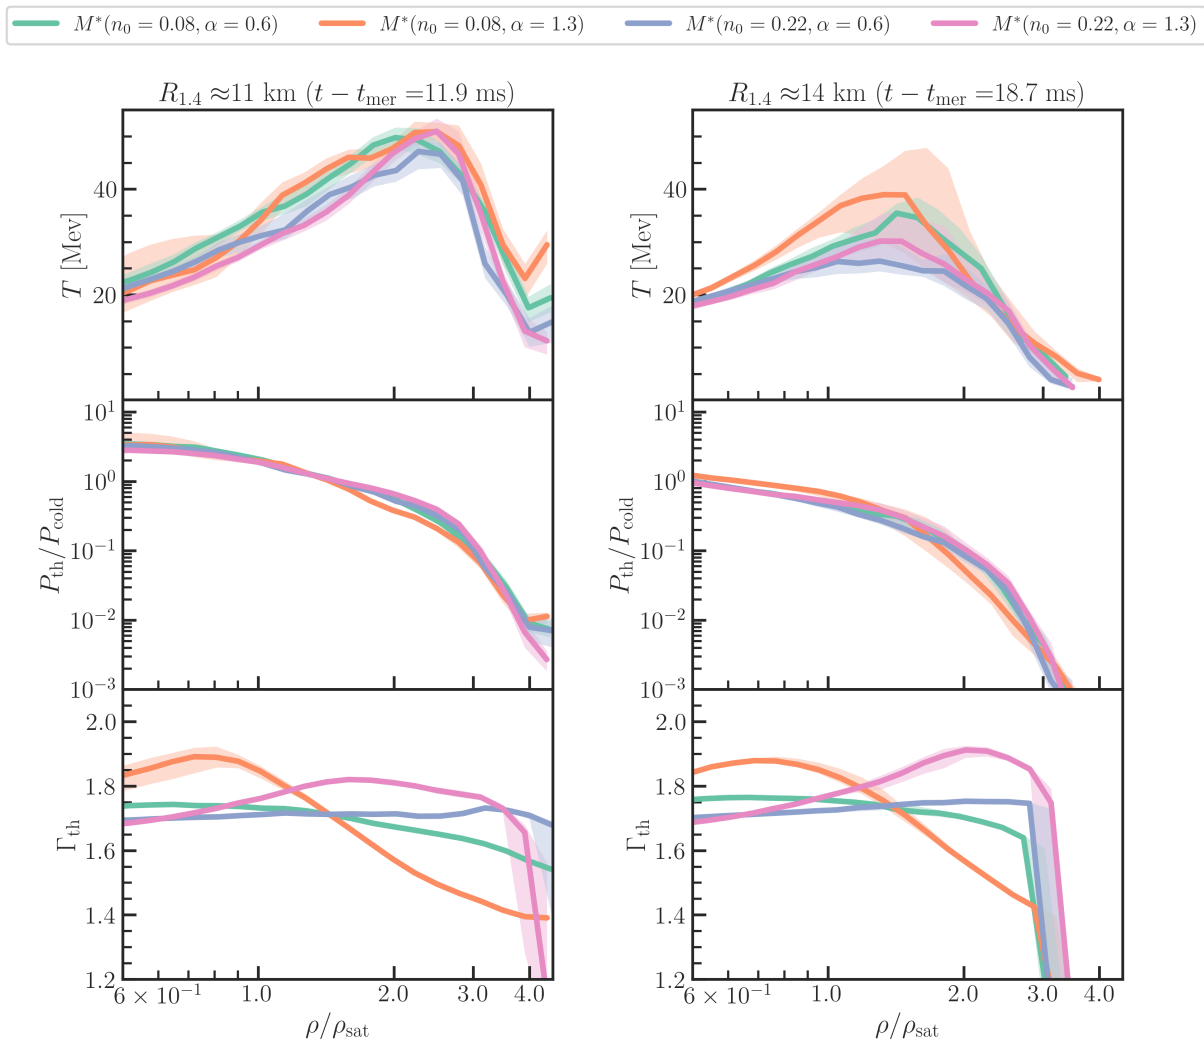 M*(n₀ = 0.08, α = 0.6) M*(n₀ = 0.08, α = 1.3) M*(n₀ = 0.22, α = 0.6) M*(n₀ = 0.22, α = 1.3)
R₁.₄ ≈11 km (t − t_mer =11.9 ms)
R₁.₄ ≈14 km (t − t_mer =18.7 ms)
T [Mev]
40
20
T [Mev]
40
20
P_th/P_cold
10¹
10⁰
10⁻¹
10⁻²
10⁻³
P_th/P_cold
10¹
10⁰
10⁻¹
10⁻²
10⁻³
Γ_th
2.0
1.8
1.6
1.4
1.2
Γ_th
2.0
1.8
1.6
1.4
1.2
6 × 10⁻¹ 1.0 2.0 3.0 4.0
6 × 10⁻¹ 1.0 2.0 3.0 4.0
ρ/ρ_sat
ρ/ρ_sat